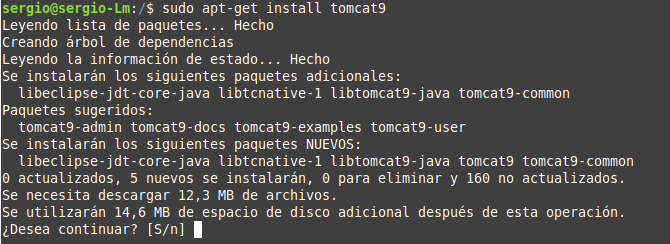 sergio@sergio-Lm:/$ sudo apt-get install tomcat9
Leyendo lista de paquetes... Hecho
Creando árbol de dependencias
Leyendo la información de estado... Hecho
Se instalarán los siguientes paquetes adicionales:
  libeclipse-jdt-core-java libtcnative-1 libtomcat9-java tomcat9-common
Paquetes sugeridos:
  tomcat9-admin tomcat9-docs tomcat9-examples tomcat9-user
Se instalarán los siguientes paquetes NUEVOS:
  libeclipse-jdt-core-java libtcnative-1 libtomcat9-java tomcat9 tomcat9-common
0 actualizados, 5 nuevos se instalarán, 0 para eliminar y 160 no actualizados.
Se necesita descargar 12,3 MB de archivos.
Se utilizarán 14,6 MB de espacio de disco adicional después de esta operación.
¿Desea continuar? [S/n]